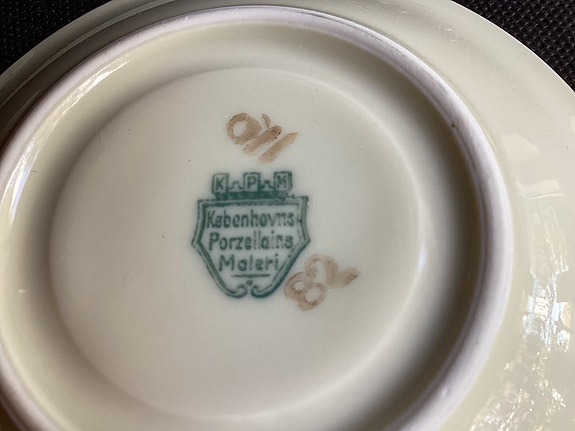 K P M
Københavns
Porzellains
Maleri